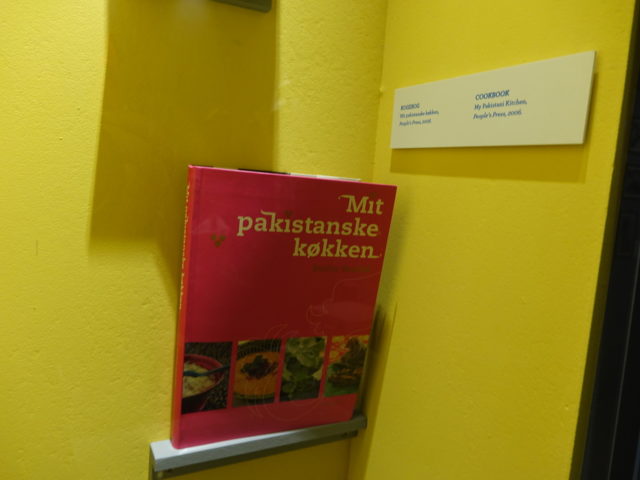 Mit
pakistanske
køkken
KOGEBOG
Mit pakistanske køkken,
People's Press, 2006.
COOKBOOK
My Pakistani Kitchen,
People's Press, 2006.